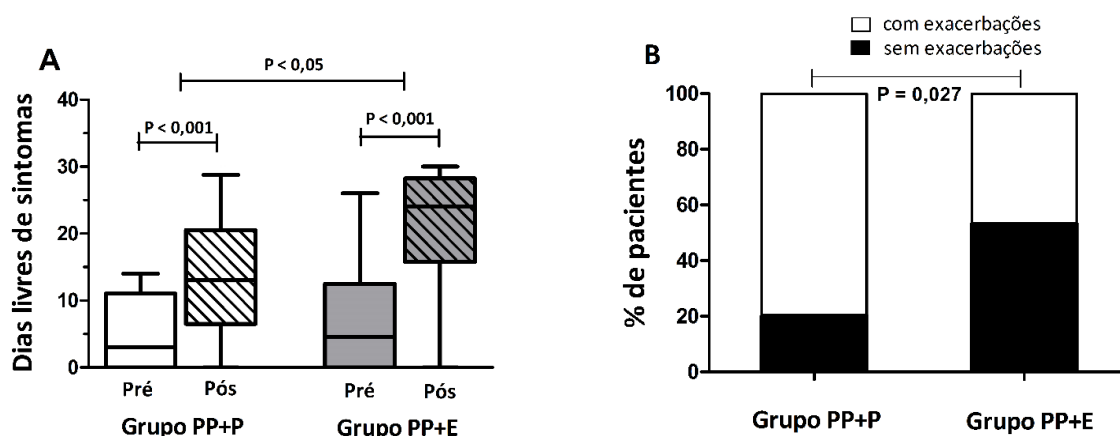 A
P < 0,05
P < 0,001
P < 0,001
Dias livres de sintomas
40
30
20
10
0
Pré
Pós
Pré
Pós
Grupo PP+P
Grupo PP+E
com exacerbações
sem exacerbações
B
P = 0,027
% de pacientes
100
80
60
40
20
0
Grupo PP+P
Grupo PP+E